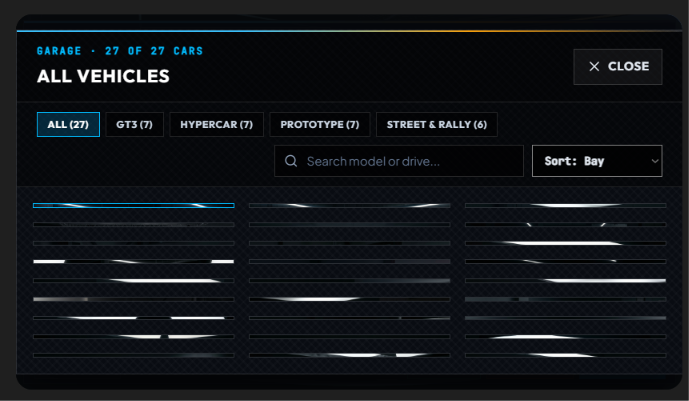 GARAGE · 27 OF 27 CARS
ALL VEHICLES
CLOSE
ALL (27)
GT3 (7)
HYPERCAR (7)
PROTOTYPE (7)
STREET & RALLY (6)
Search model or drive...
Sort: Bay